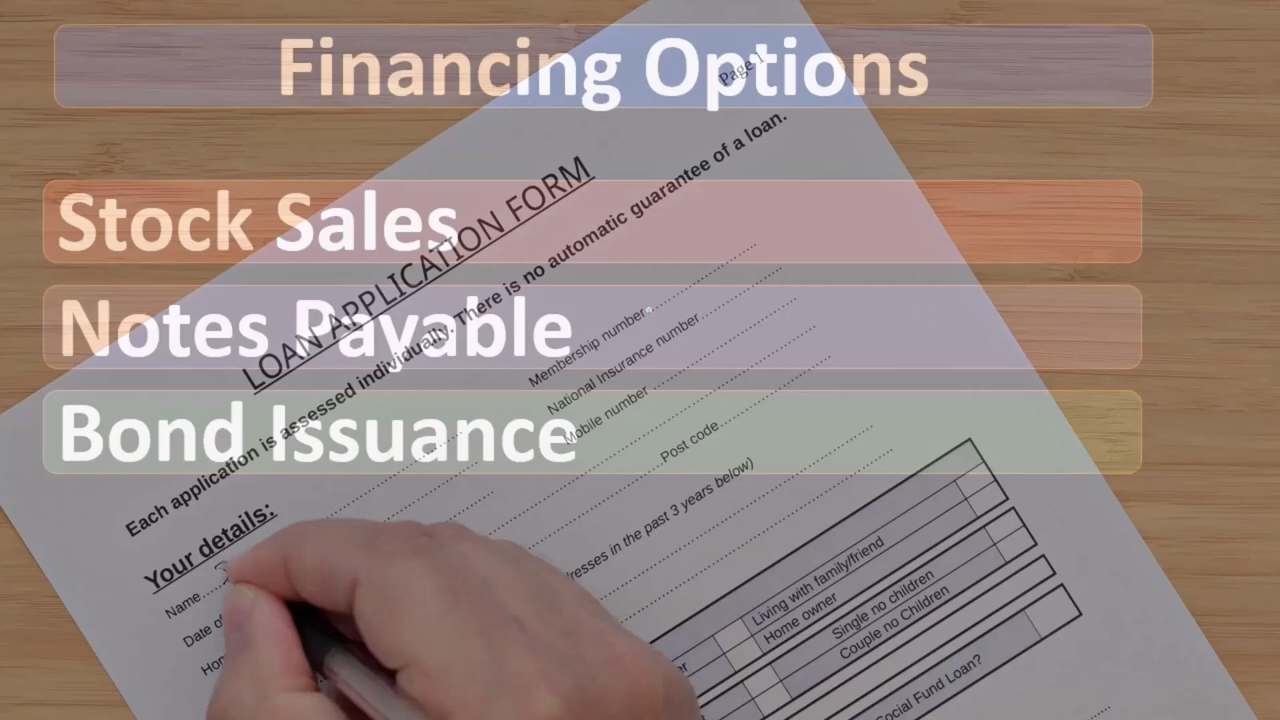 Financing Options
Stock Sales
Notes Payable
Bond Issuance
Page 1
LOAN APPLICATION FORM
Each application is assessed individually. There is no automatic guarantee of a loan.
Your details:
Membership number
National insurance number
Mobile number
Post code
Name
Date of
in the past 3 years below)
Living with family/friend
Home owner
Single no children
Couple no Children
Social Fund Loan?